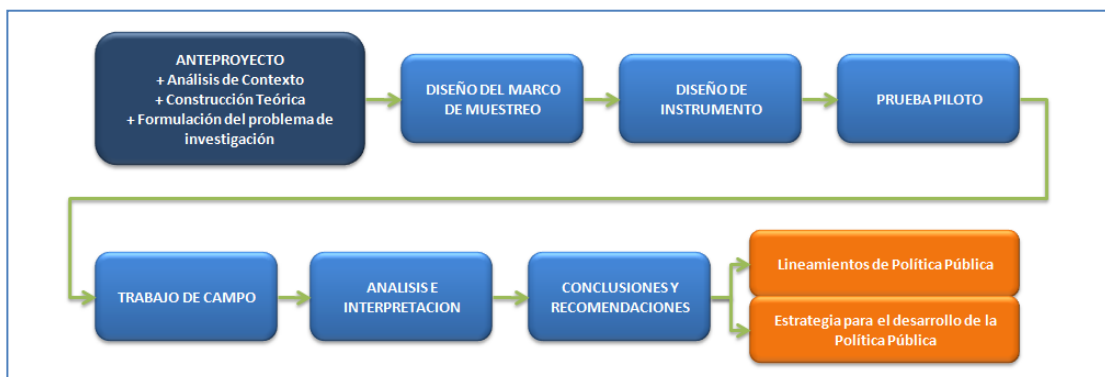 ANTEPROYECTO
+ Análisis de Contexto
+ Construcción Teórica
+ Formulación del problema de
investigación
DISEÑO DEL MARCO
DE MUESTREO
DISEÑO DE
INSTRUMENTO
PRUEBA PILOTO
TRABAJO DE CAMPO
ANALISIS E
INTERPRETACION
CONCLUSIONES Y
RECOMENDACIONES
Lineamientos de Política Pública
Estrategia para el desarrollo de la
Política Pública